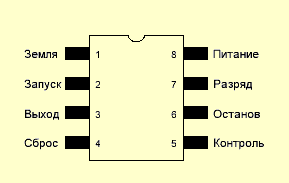 Земля 1 8 Питание
Запуск 2 7 Разряд
Выход 3 6 Останов
Сброс 4 5 Контроль